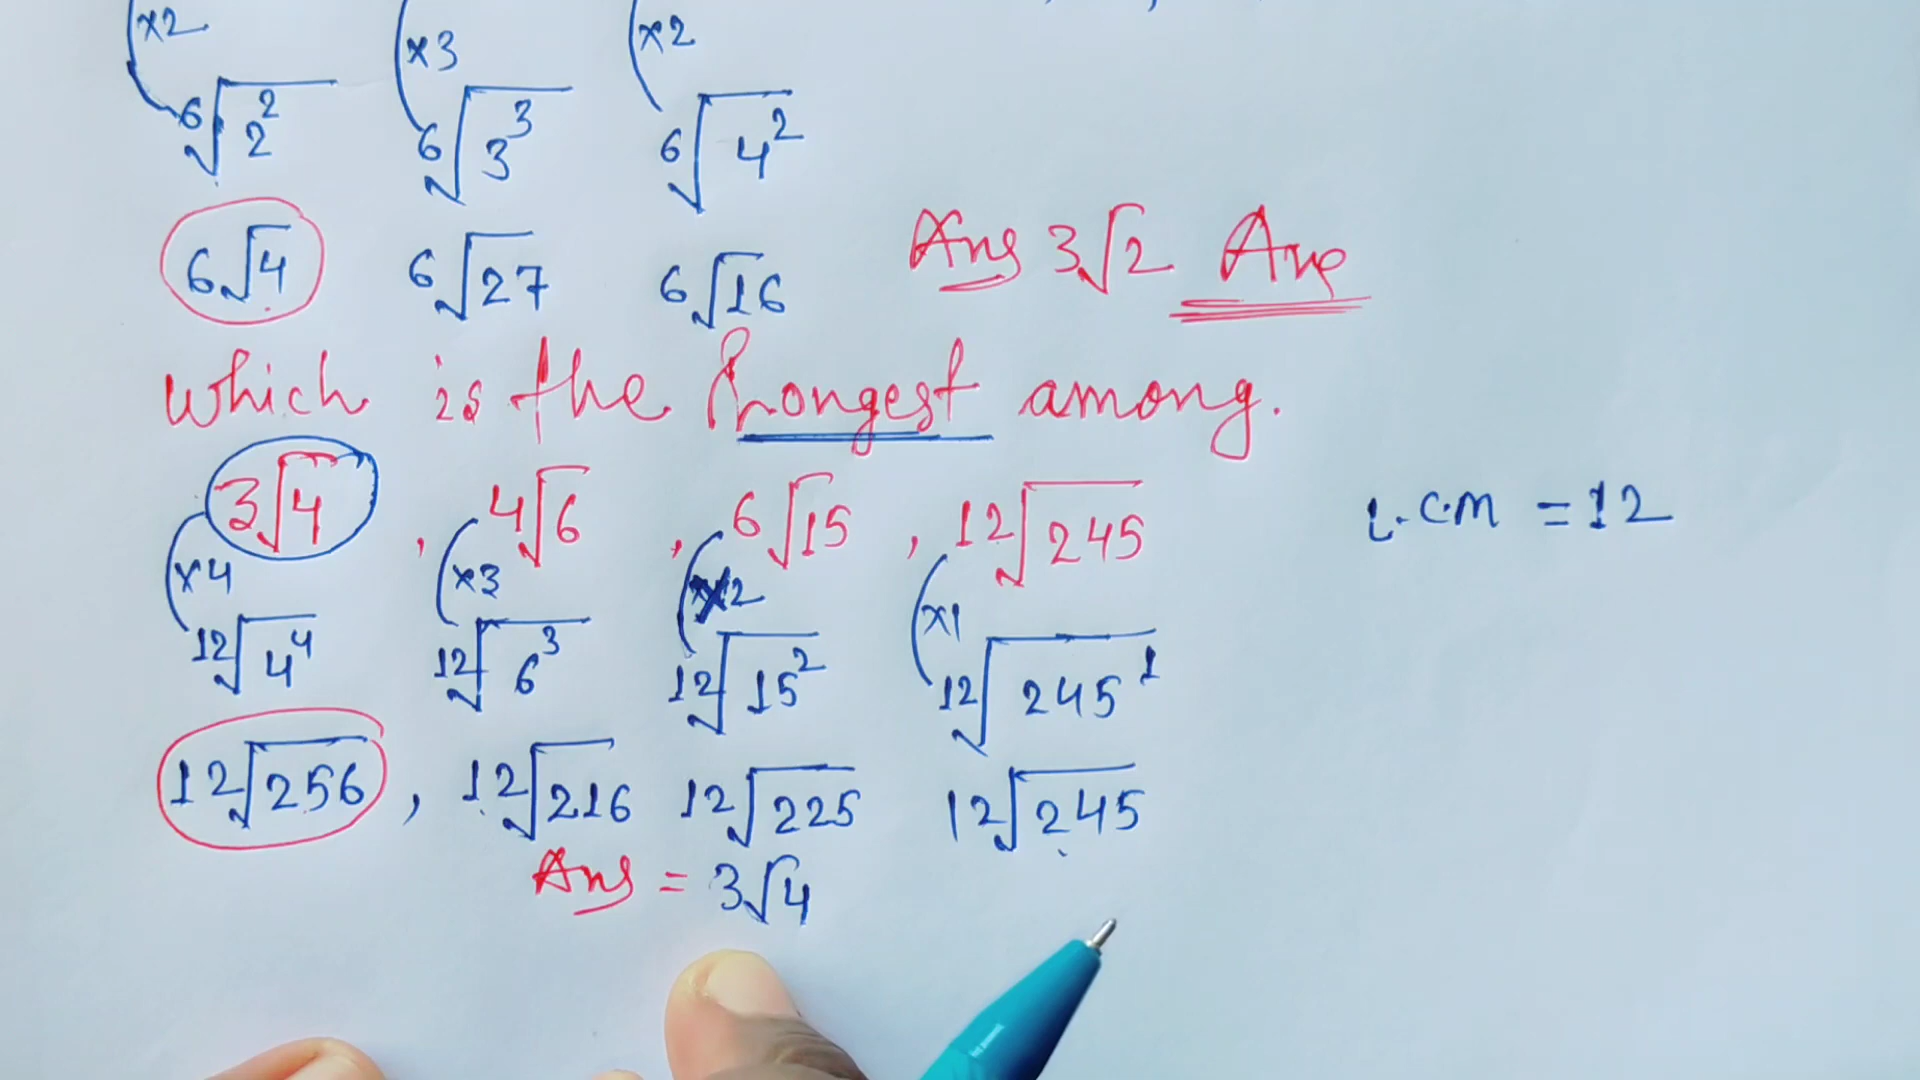 ×2 ×3 ×2
⁶√2² ⁶√3³ ⁶√4²
⁶√4 ⁶√27 ⁶√16 Ans ³√2 Ans
which is the longest among.
³√4 , ⁴√6 , ⁶√15 , ¹²√245 L.C.M = 12
×4 ×3 ×2 ×1
¹²√4⁴ ¹²√6³ ¹²√15² ¹²√245¹
¹²√256 , ¹²√216 ¹²√225 ¹²√245
Ans = ³√4